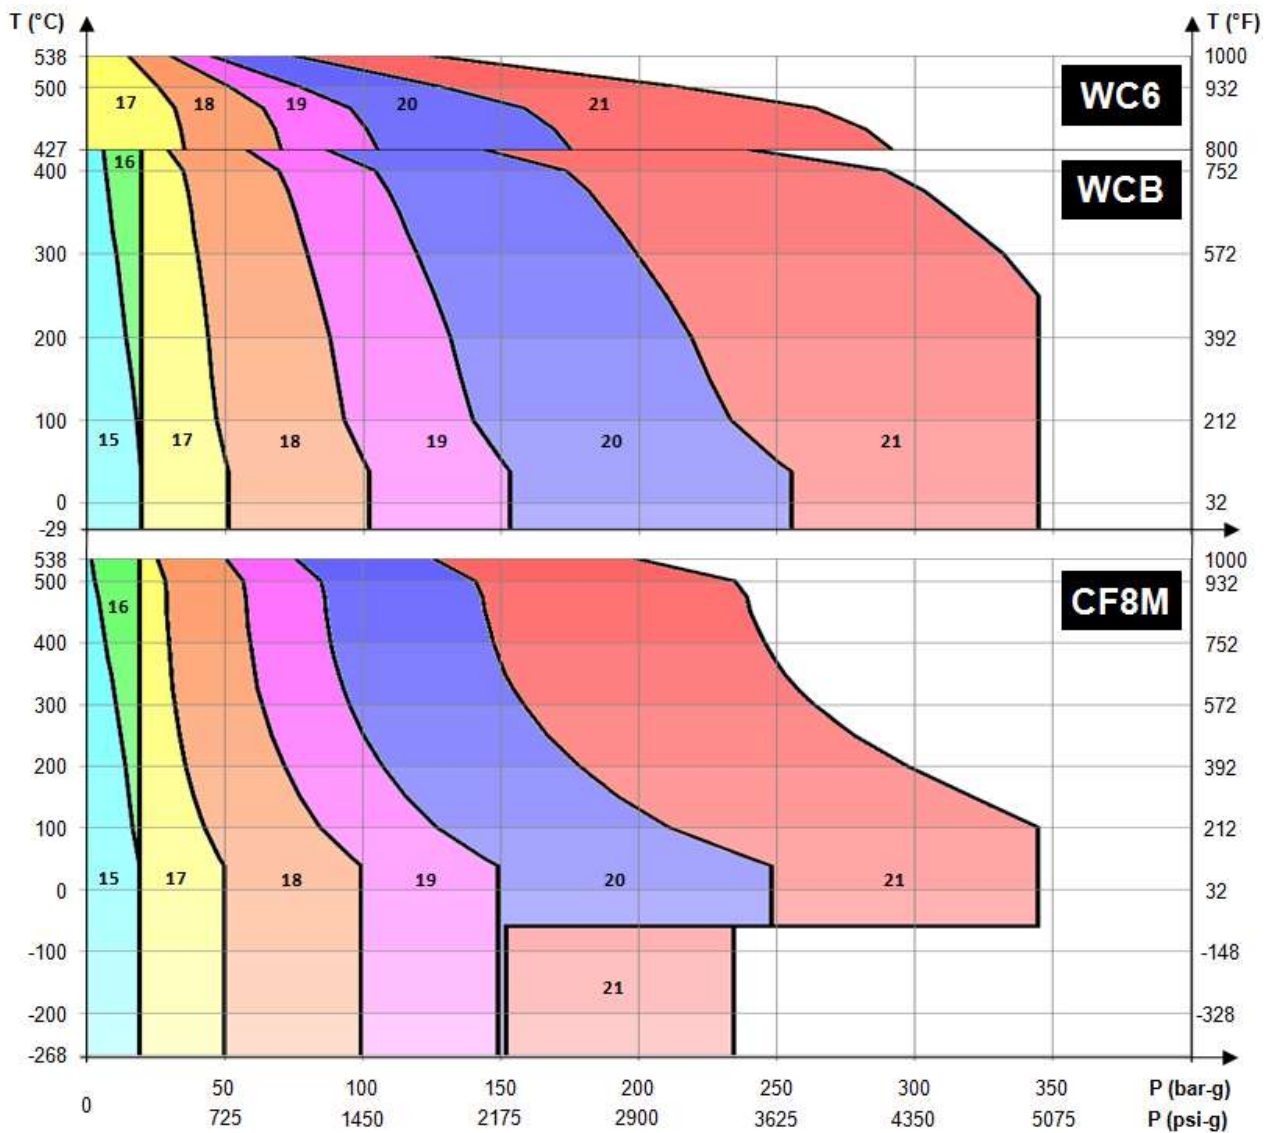 T (°C) T (°F)
538 1000
500 932
WC6
17 18 19 20 21
427 800
16
400 752
WCB
300 572
200 392
100 212
15 17 18 19 20 21
0 32
-29
538 1000
500 932
CF8M
16
400 752
300 572
200 392
100 212
15 17 18 19 20 21
0 32
-100 -148
21
-200 -328
-268
0 50 100 150 200 250 300 350 P (bar-g)
725 1450 2175 2900 3625 4350 5075 P (psi-g)